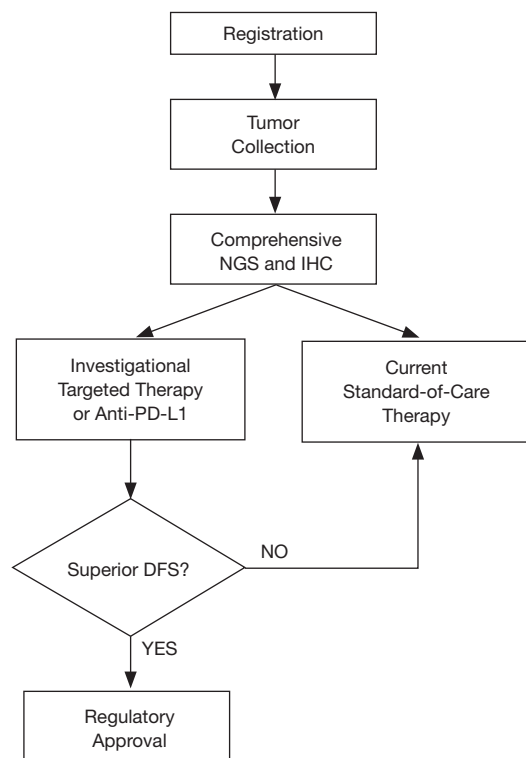 Registration
Tumor
Collection
Comprehensive
NGS and IHC
Investigational
Targeted Therapy
or Anti-PD-L1
Current
Standard-of-Care
Therapy
Superior DFS?
NO
YES
Regulatory
Approval